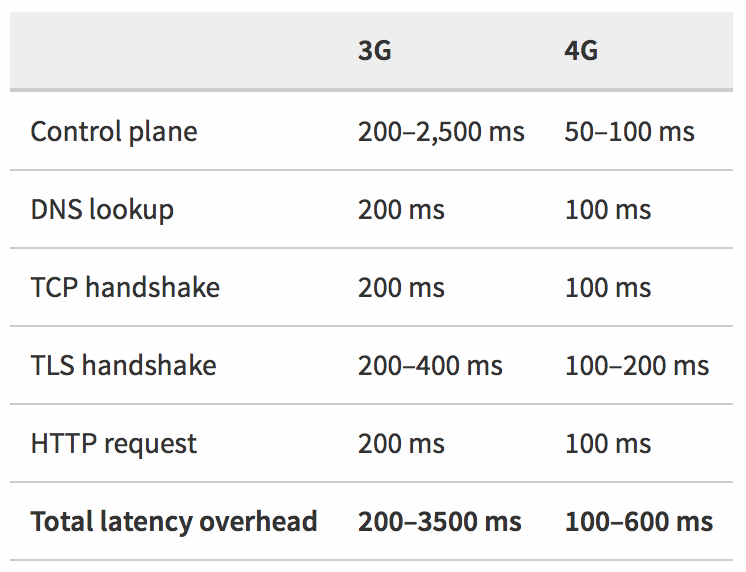 3G 4G
Control plane 200–2,500 ms 50–100 ms
DNS lookup 200 ms 100 ms
TCP handshake 200 ms 100 ms
TLS handshake 200–400 ms 100–200 ms
HTTP request 200 ms 100 ms
Total latency overhead 200–3500 ms 100–600 ms